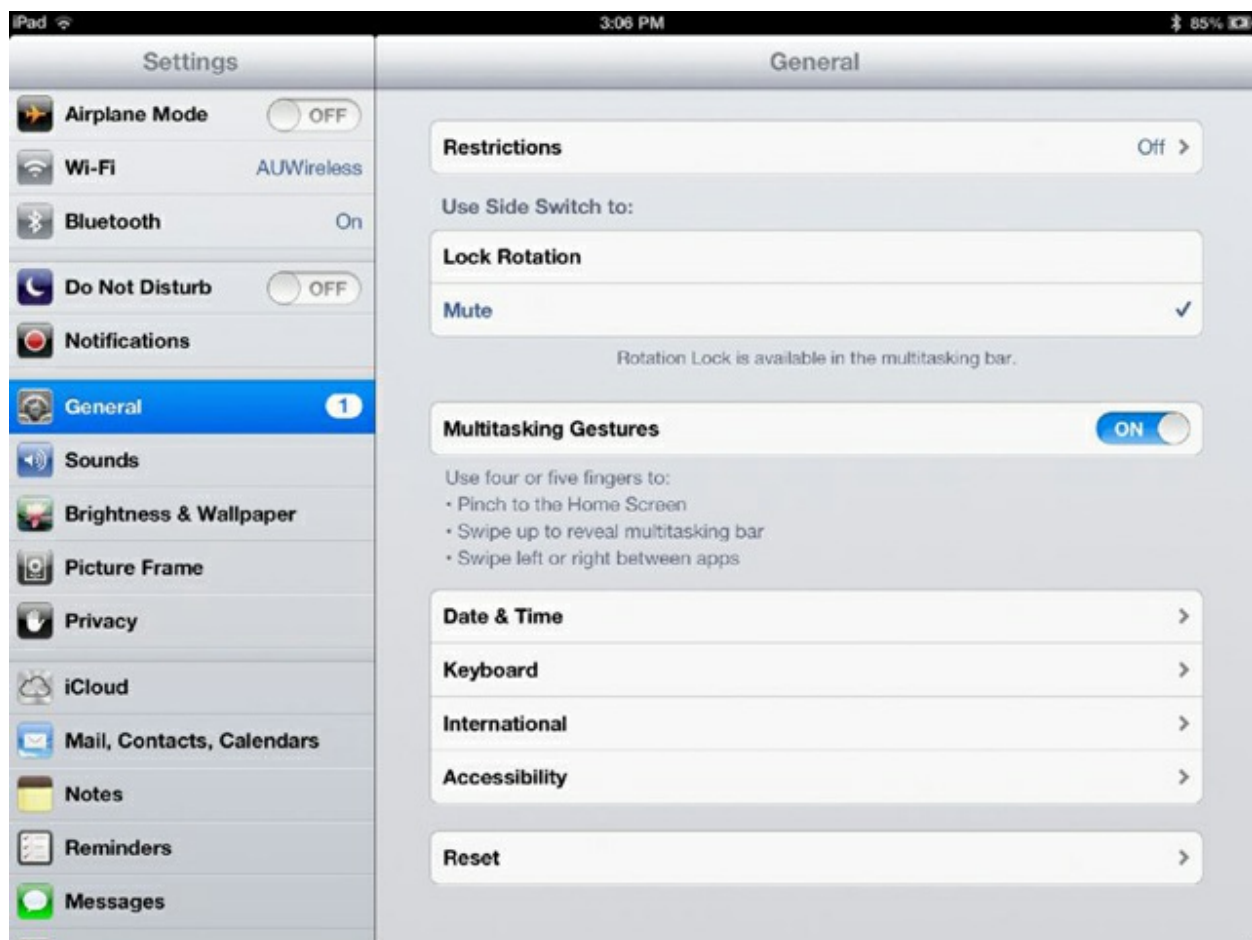 iPad 3:06 PM 85%
Settings
Airplane Mode OFF
Wi-Fi AUWireless
Bluetooth On
Do Not Disturb OFF
Notifications
General 1
Sounds
Brightness & Wallpaper
Picture Frame
Privacy
iCloud
Mail, Contacts, Calendars
Notes
Reminders
Messages
General
Restrictions Off
Use Side Switch to:
Lock Rotation
Mute
Rotation Lock is available in the multitasking bar.
Multitasking Gestures ON
Use four or five fingers to:
• Pinch to the Home Screen
• Swipe up to reveal multitasking bar
• Swipe left or right between apps
Date & Time
Keyboard
International
Accessibility
Reset